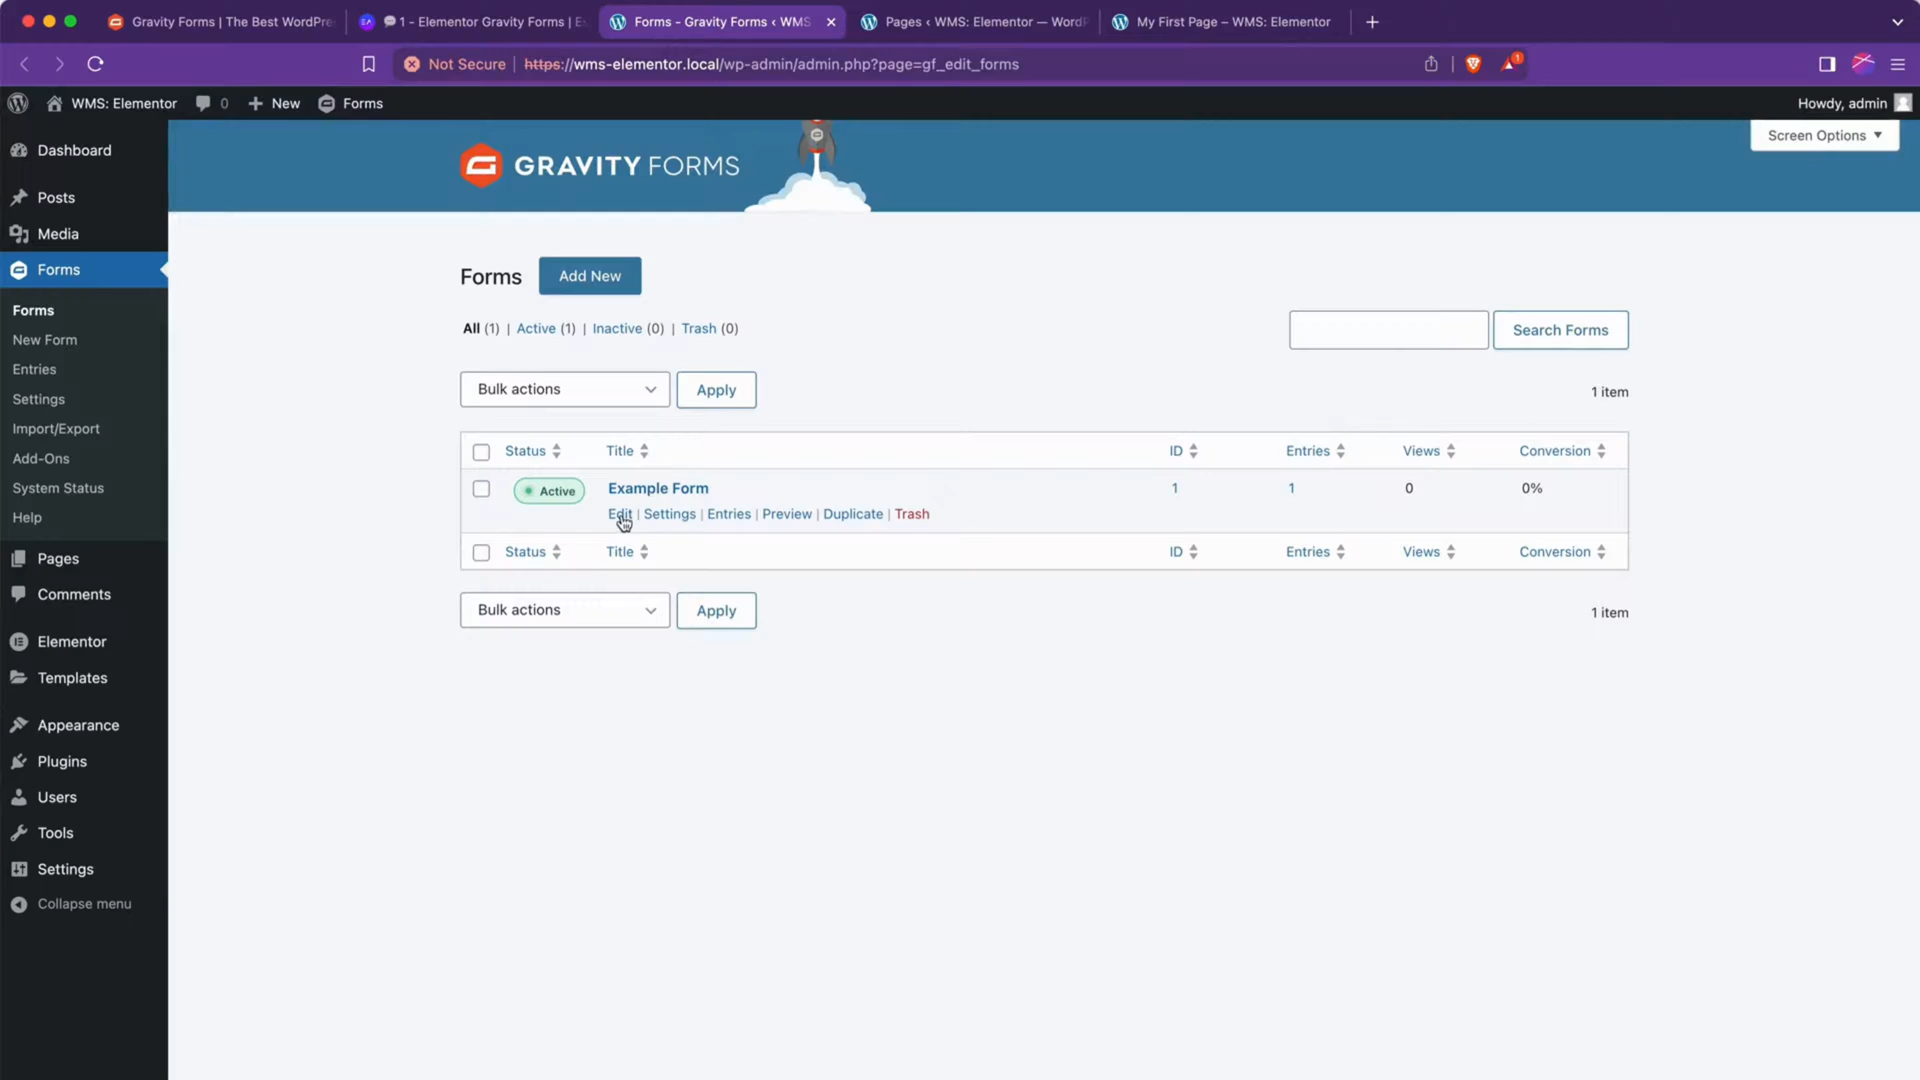 Gravity Forms | The Best WordPre
1 - Elementor Gravity Forms | Es
Forms - Gravity Forms ‹ WMS
Pages ‹ WMS: Elementor — WordP
My First Page – WMS: Elementor
Not Secure
https://wms-elementor.local/wp-admin/admin.php?page=gf_edit_forms
1
WMS: Elementor
0
New
Forms
Howdy, admin
Screen Options
GRAVITY FORMS
Dashboard
Posts
Media
Forms
Forms
New Form
Entries
Settings
Import/Export
Add-Ons
System Status
Help
Pages
Comments
Elementor
Templates
Appearance
Plugins
Users
Tools
Settings
Collapse menu
Forms
Add New
All (1) | Active (1) | Inactive (0) | Trash (0)
Search Forms
Bulk actions
Apply
1 item
Status Title ID Entries Views Conversion
Active Example Form 1 1 0 0%
Edit | Settings | Entries | Preview | Duplicate | Trash
Status Title ID Entries Views Conversion
Bulk actions
Apply
1 item